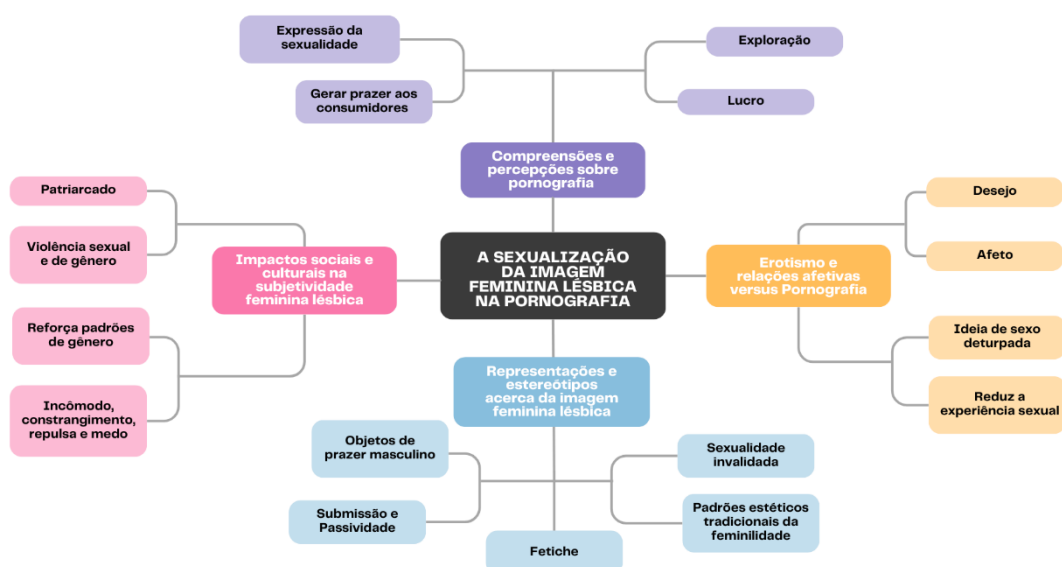 Expressão da
sexualidade
Gerar prazer aos
consumidores
Exploração
Lucro
Compreensões e
percepções sobre
pornografia
Patriarcado
Violência sexual
e de gênero
Impactos sociais e
culturais na
subjetividade
feminina lésbica
Reforça padrões
de gênero
Incômodo,
constrangimento,
repulsa e medo
A SEXUALIZAÇÃO
DA IMAGEM
FEMININA LÉSBICA
NA PORNOGRAFIA
Erotismo e
relações afetivas
versus Pornografia
Desejo
Afeto
Ideia de sexo
deturpada
Reduz a
experiência sexual
Representações e
estereótipos
acerca da imagem
feminina lésbica
Objetos de
prazer masculino
Submissão e
Passividade
Fetiche
Sexualidade
invalidada
Padrões estéticos
tradicionais da
feminilidade